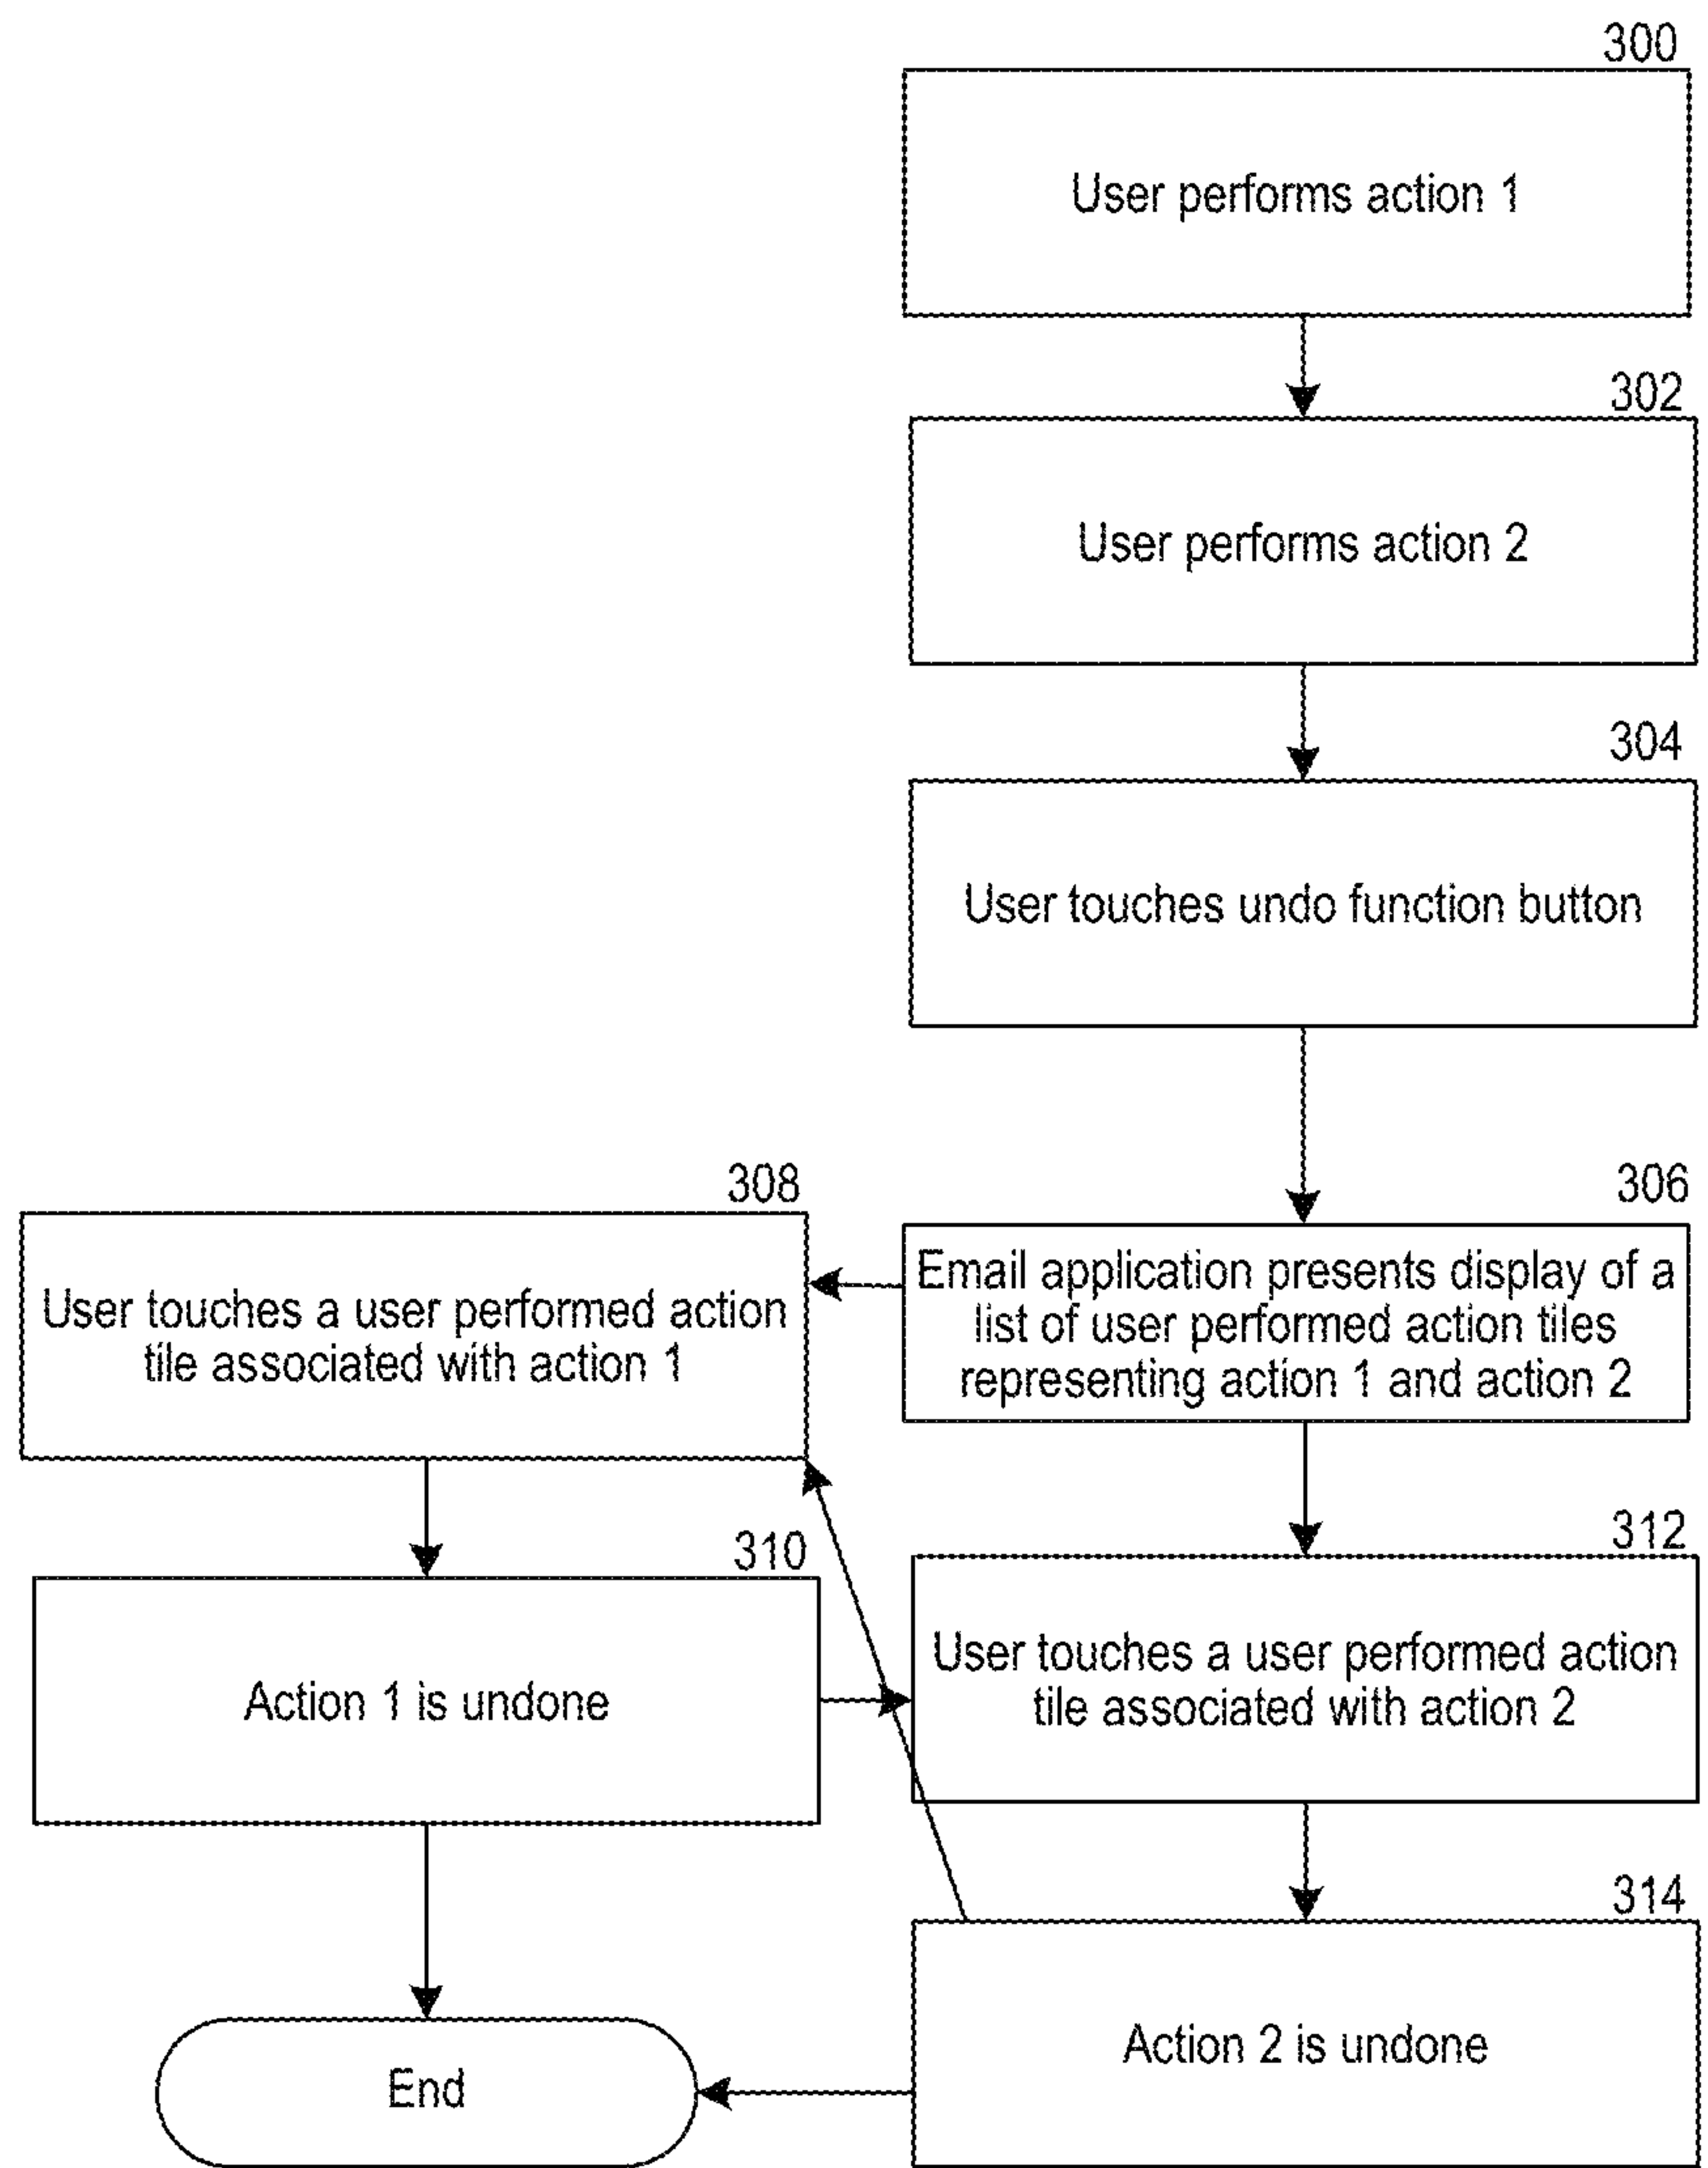 300
User performs action 1
302
User performs action 2
304
User touches undo function button
306
Email application presents display of a
list of user performed action tiles
representing action 1 and action 2
308
User touches a user performed action
tile associated with action 1
310
Action 1 is undone
312
User touches a user performed action
tile associated with action 2
314
Action 2 is undone
End